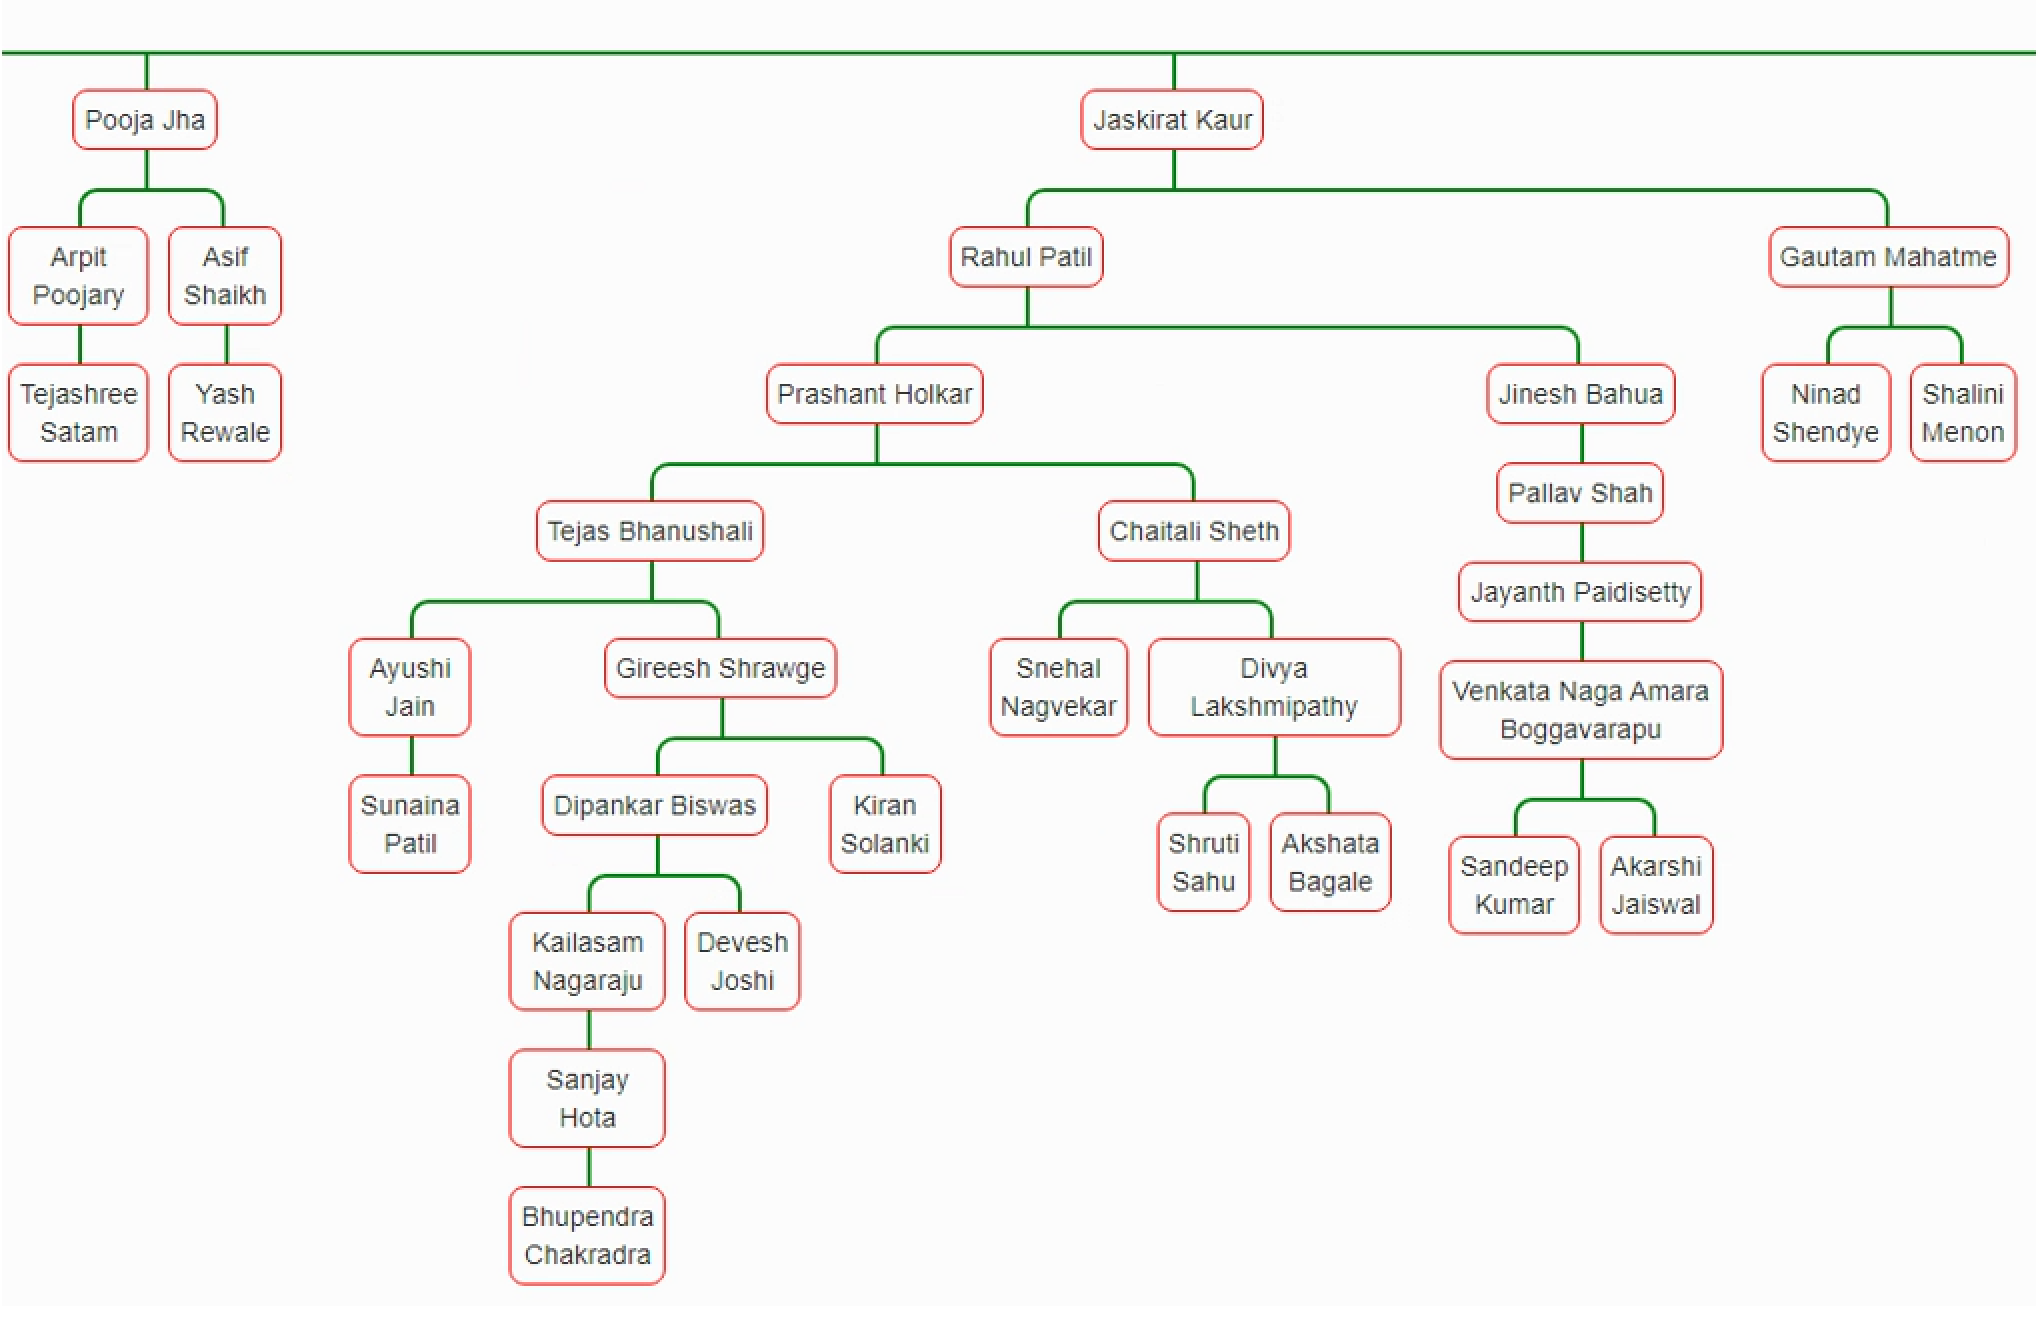 Pooja Jha
Jaskirat Kaur
Arpit
Poojary
Asif
Shaikh
Rahul Patil
Gautam Mahatme
Tejashree
Satam
Yash
Rewale
Prashant Holkar
Jinesh Bahua
Ninad
Shendye
Shalini
Menon
Pallav Shah
Tejas Bhanushali
Chaitali Sheth
Jayanth Paidisetty
Ayushi
Jain
Gireesh Shrawge
Snehal
Nagvekar
Divya
Lakshmipathy
Venkata Naga Amara
Boggavarapu
Sunaina
Patil
Dipankar Biswas
Kiran
Solanki
Shruti
Sahu
Akshata
Bagale
Sandeep
Kumar
Akarshi
Jaiswal
Kailasam
Nagaraju
Devesh
Joshi
Sanjay
Hota
Bhupendra
Chakradra